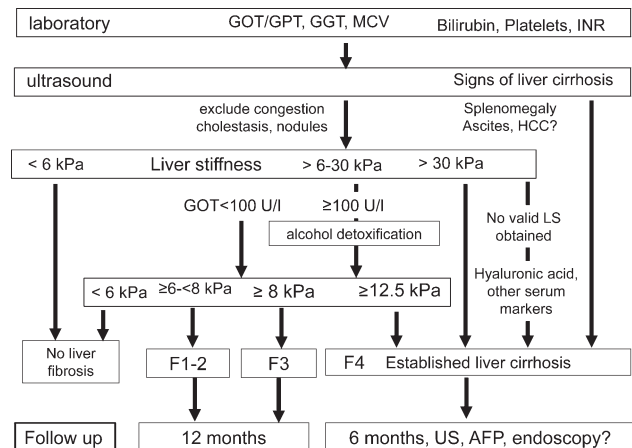 laboratory GOT/GPT, GGT, MCV Bilirubin, Platelets, INR
ultrasound Signs of liver cirrhosis
exclude congestion
cholestasis, nodules
Splenomegaly
Ascites, HCC?
< 6 kPa Liver stiffness > 6-30 kPa > 30 kPa
GOT<100 U/l ≥100 U/l
alcohol detoxification
No valid LS
obtained
Hyaluronic acid,
other serum
markers
< 6 kPa ≥6-<8 kPa ≥ 8 kPa ≥12.5 kPa
No liver
fibrosis
F1-2 F3 F4 Established liver cirrhosis
Follow up 12 months 6 months, US, AFP, endoscopy?